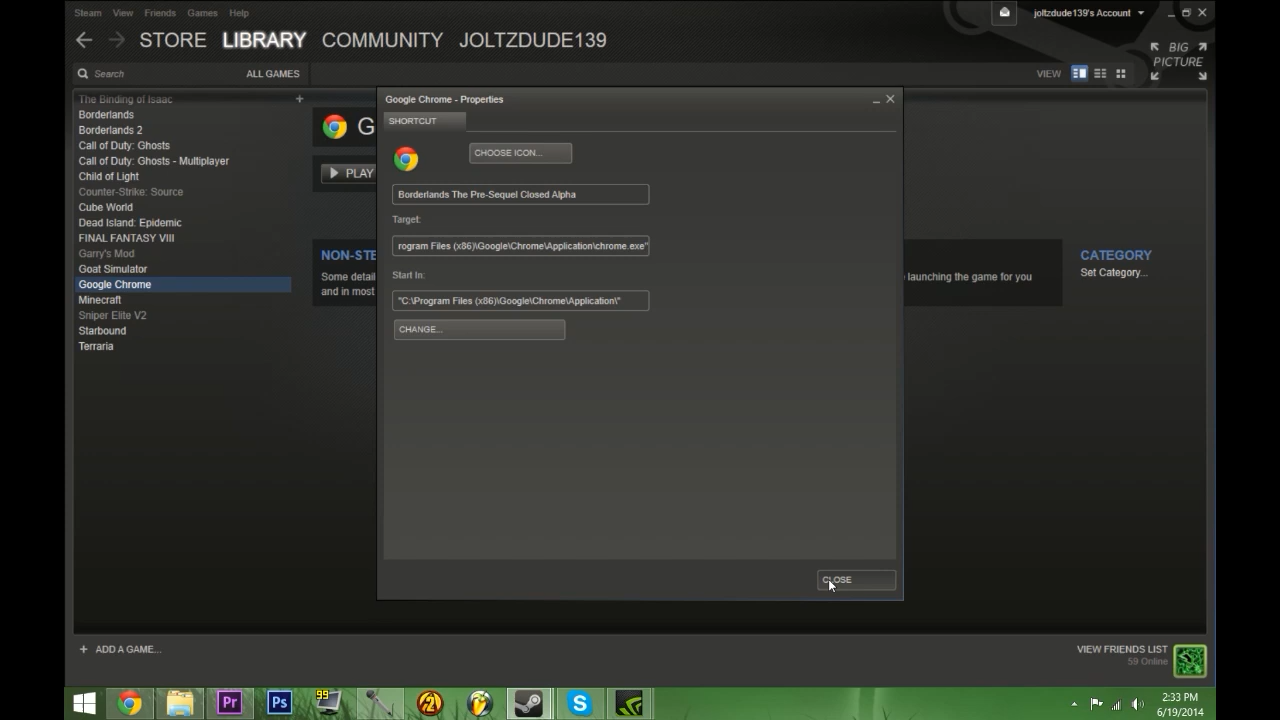 Steam View Friends Games Help
joltzdude139's Account
STORE LIBRARY COMMUNITY JOLTZDUDE139
BIG
PICTURE
Search
ALL GAMES
VIEW
The Binding of Isaac
Borderlands
Borderlands 2
Call of Duty: Ghosts
Call of Duty: Ghosts - Multiplayer
Child of Light
Counter-Strike: Source
Cube World
Dead Island: Epidemic
FINAL FANTASY VIII
Garry's Mod
Goat Simulator
Google Chrome
Minecraft
Sniper Elite V2
Starbound
Terraria
+ ADD A GAME...
G
PLAY
NON-STE
Some detail
and in most
launching the game for you
CATEGORY
Set Category...
Google Chrome - Properties
SHORTCUT
CHOOSE ICON...
Borderlands The Pre-Sequel Closed Alpha
Target:
rogram Files (x86)\Google\Chrome\Application\chrome.exe"
Start In:
"C:\Program Files (x86)\Google\Chrome\Application\"
CHANGE...
CLOSE
VIEW FRIENDS LIST
59 Online
Pr
Ps
99
2:33 PM
6/19/2014